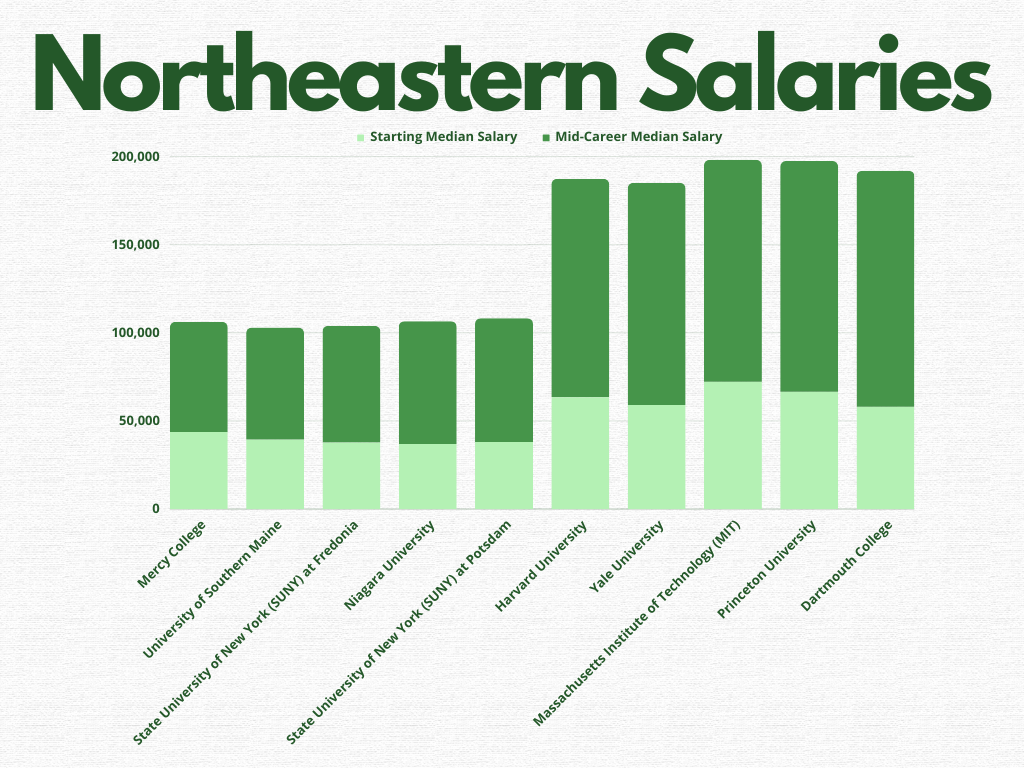 Northeastern Salaries
Starting Median Salary
Mid-Career Median Salary
200,000
150,000
100,000
50,000
0
Mercy College
University of Southern Maine
State University of New York (SUNY) at Fredonia
Niagara University
State University of New York (SUNY) at Potsdam
Harvard University
Yale University
Massachusetts Institute of Technology (MIT)
Princeton University
Dartmouth College